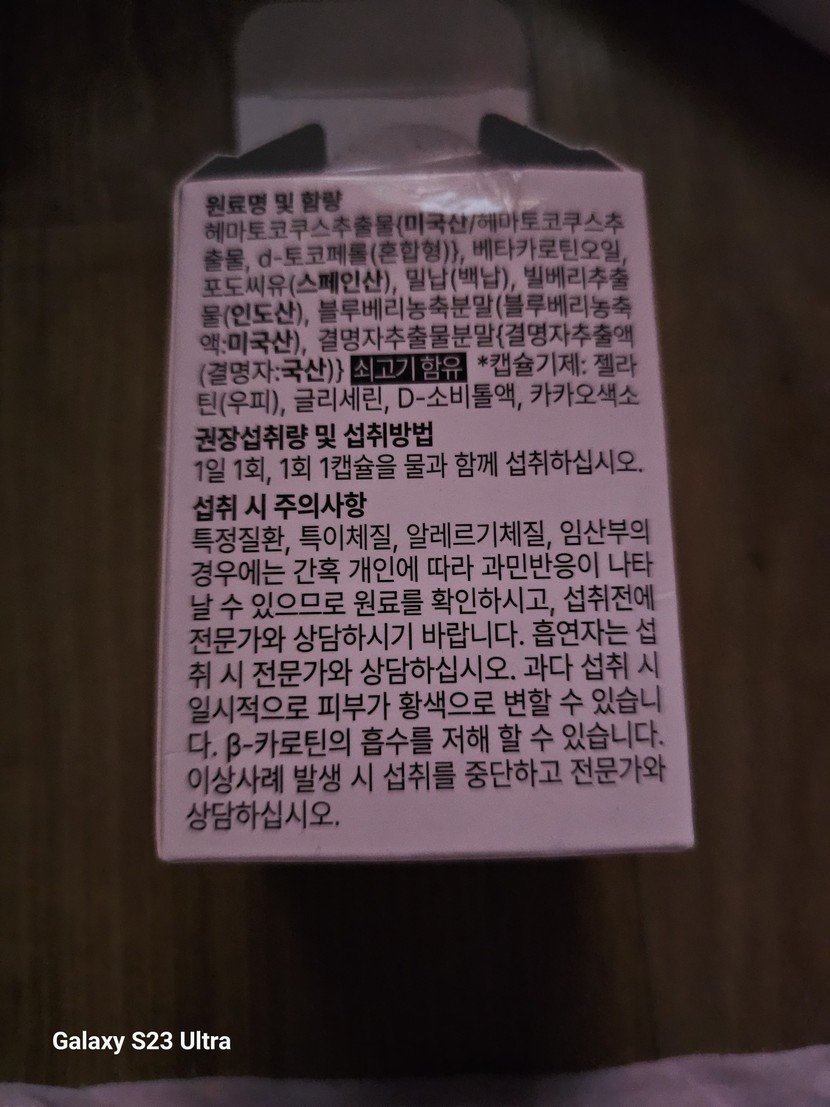 원료명 및 함량
헤마토코쿠스추출물{미국산/헤마토코쿠스추
출물, d-토코페롤(혼합형)}, 베타카로틴오일,
포도씨유(스페인산), 밀납(백납), 빌베리추출
물(인도산), 블루베리농축분말(블루베리농축
액:미국산), 결명자추출물분말{결명자추출액
(결명자:국산)} 쇠고기 함유 *캡슐기제: 젤라
틴(우피), 글리세린, D-소비톨액, 카카오색소
권장섭취량 및 섭취방법
1일 1회, 1회 1캡슐을 물과 함께 섭취하십시오.
섭취 시 주의사항
특정질환, 특이체질, 알레르기체질, 임산부의
경우에는 간혹 개인에 따라 과민반응이 나타
날 수 있으므로 원료를 확인하시고, 섭취전에
전문가와 상담하시기 바랍니다. 흡연자는 섭
취 시 전문가와 상담하십시오. 과다 섭취 시
일시적으로 피부가 황색으로 변할 수 있습니
다. β-카로틴의 흡수를 저해 할 수 있습니다.
이상사례 발생 시 섭취를 중단하고 전문가와
상담하십시오.
Galaxy S23 Ultra